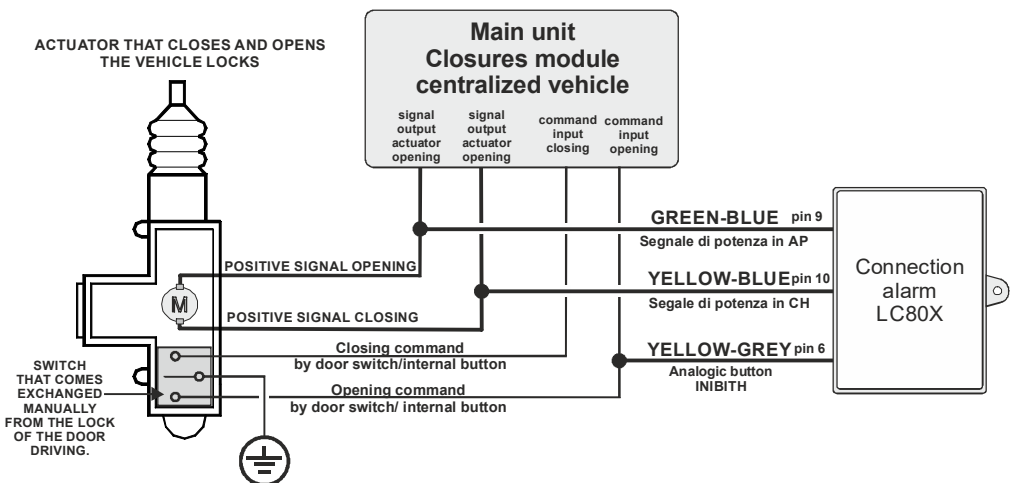 ACTUATOR THAT CLOSES AND OPENS
THE VEHICLE LOCKS
Main unit
Closures module
centralized vehicle
signal
output
actuator
opening
signal
output
actuator
opening
command
input
closing
command
input
opening
GREEN-BLUE pin 9
Segnale di potenza in AP
YELLOW-BLUE pin 10
Segale di potenza in CH
YELLOW-GREY pin 6
Analogic button
INIBITH
Connection
alarm
LC80X
POSITIVE SIGNAL OPENING
M
POSITIVE SIGNAL CLOSING
Closing command
by door switch/internal button
Opening command
by door switch/ internal button
SWITCH
THAT COMES
EXCHANGED
MANUALLY
FROM THE LOCK
OF THE DOOR
DRIVING.